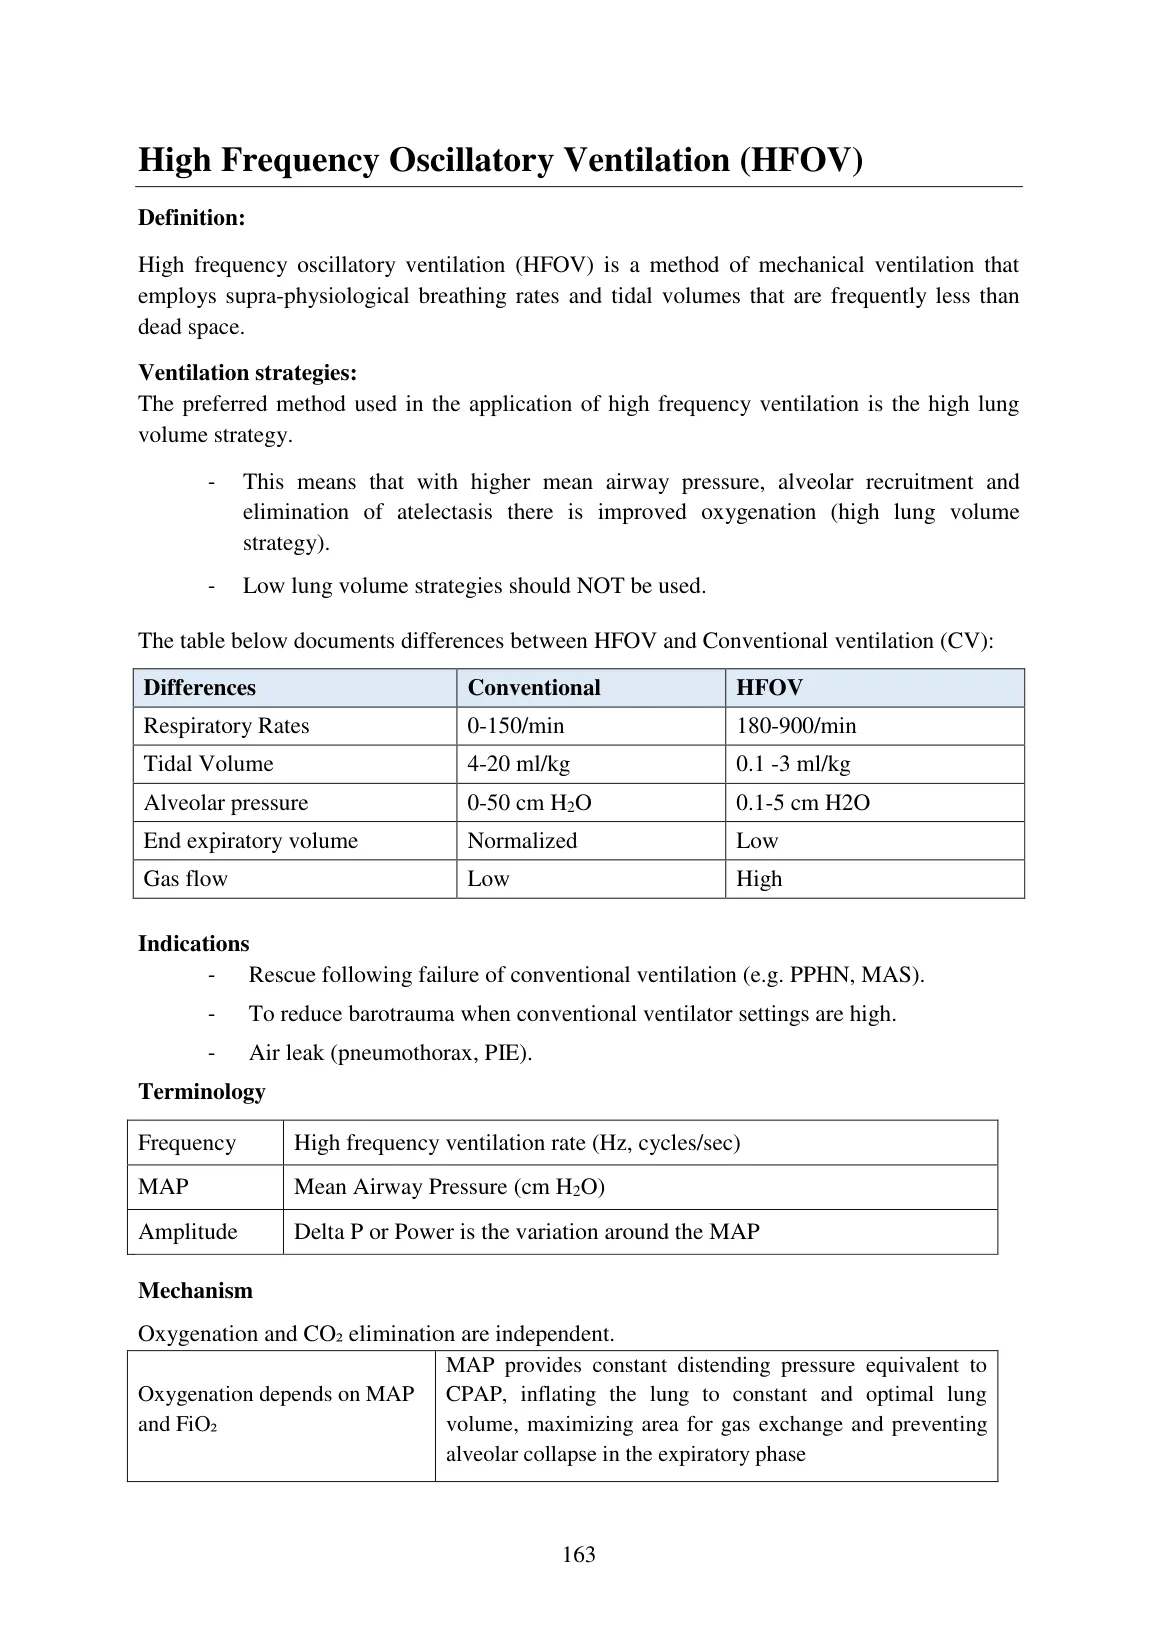 High Frequency Oscillatory Ventilation (HFOV)
Definition:
High frequency oscillatory ventilation (HFOV) is a method of mechanical ventilation that
employs supra-physiological breathing rates and tidal volumes that are frequently less than
dead space.
Ventilation strategies:
The preferred method used in the application of high frequency ventilation is the high lung
volume strategy.
- This means that with higher mean airway pressure, alveolar recruitment and
elimination of atelectasis there is improved oxygenation (high lung volume
strategy).
- Low lung volume strategies should NOT be used.
The table below documents differences between HFOV and Conventional ventilation (CV):
Differences Conventional HFOV
Respiratory Rates 0-150/min 180-900/min
Tidal Volume 4-20 ml/kg 0.1 -3 ml/kg
Alveolar pressure 0-50 cm H₂O 0.1-5 cm H2O
End expiratory volume Normalized Low
Gas flow Low High
Indications
- Rescue following failure of conventional ventilation (e.g. PPHN, MAS).
- To reduce barotrauma when conventional ventilator settings are high.
- Air leak (pneumothorax, PIE).
Terminology
Frequency High frequency ventilation rate (Hz, cycles/sec)
MAP Mean Airway Pressure (cm H₂O)
Amplitude Delta P or Power is the variation around the MAP
Mechanism
Oxygenation and CO₂ elimination are independent.
Oxygenation depends on MAP
and FiO₂
MAP provides constant distending pressure equivalent to
CPAP, inflating the lung to constant and optimal lung
volume, maximizing area for gas exchange and preventing
alveolar collapse in the expiratory phase
163